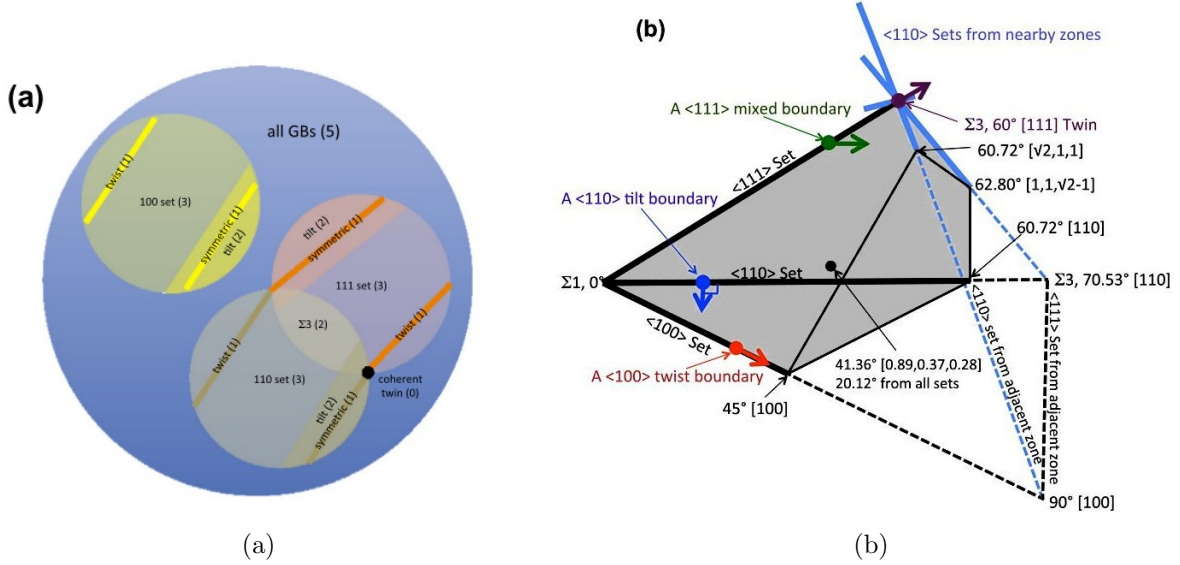 (a)
all GBs (5)
twist (1)
100 set (3)
symmetric (1)
tilt (2)
tilt (2)
symmetric (1)
111 set (3)
twist (1)
Σ3 (2)
twist (1)
110 set (3)
tilt (2)
symmetric (1)
coherent
twin (0)
(a)
(b)
<110> Sets from nearby zones
A <111> mixed boundary
Σ3, 60° [111] Twin
60.72° [√2,1,1]
<111> Set
62.80° [1,1,√2-1]
A <110> tilt boundary
60.72° [110]
Σ1, 0°
<110> Set
Σ3, 70.53° [110]
<100> Set
<110> set from adjacent zone
<111> Set from adjacent zone
A <100> twist boundary
41.36° [0.89,0.37,0.28]
20.12° from all sets
45° [100]
90° [100]
(b)